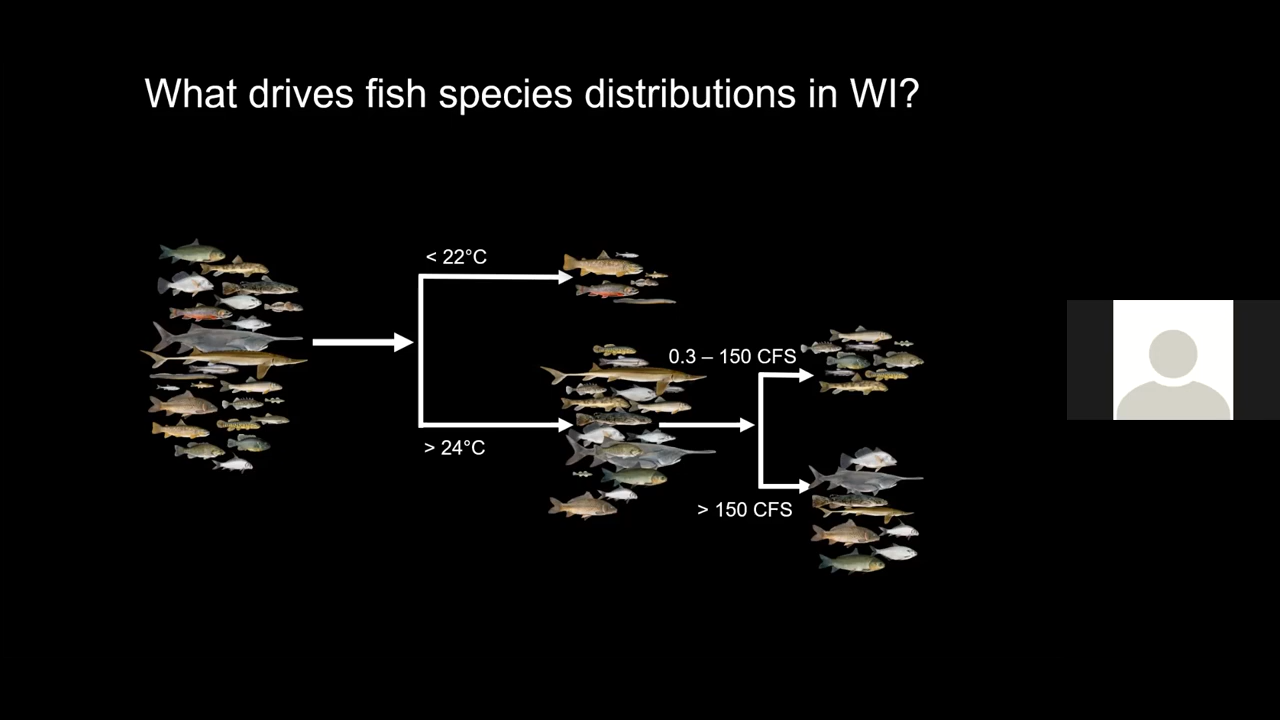 What drives fish species distributions in WI?
< 22°C
0.3 – 150 CFS
> 24°C
> 150 CFS